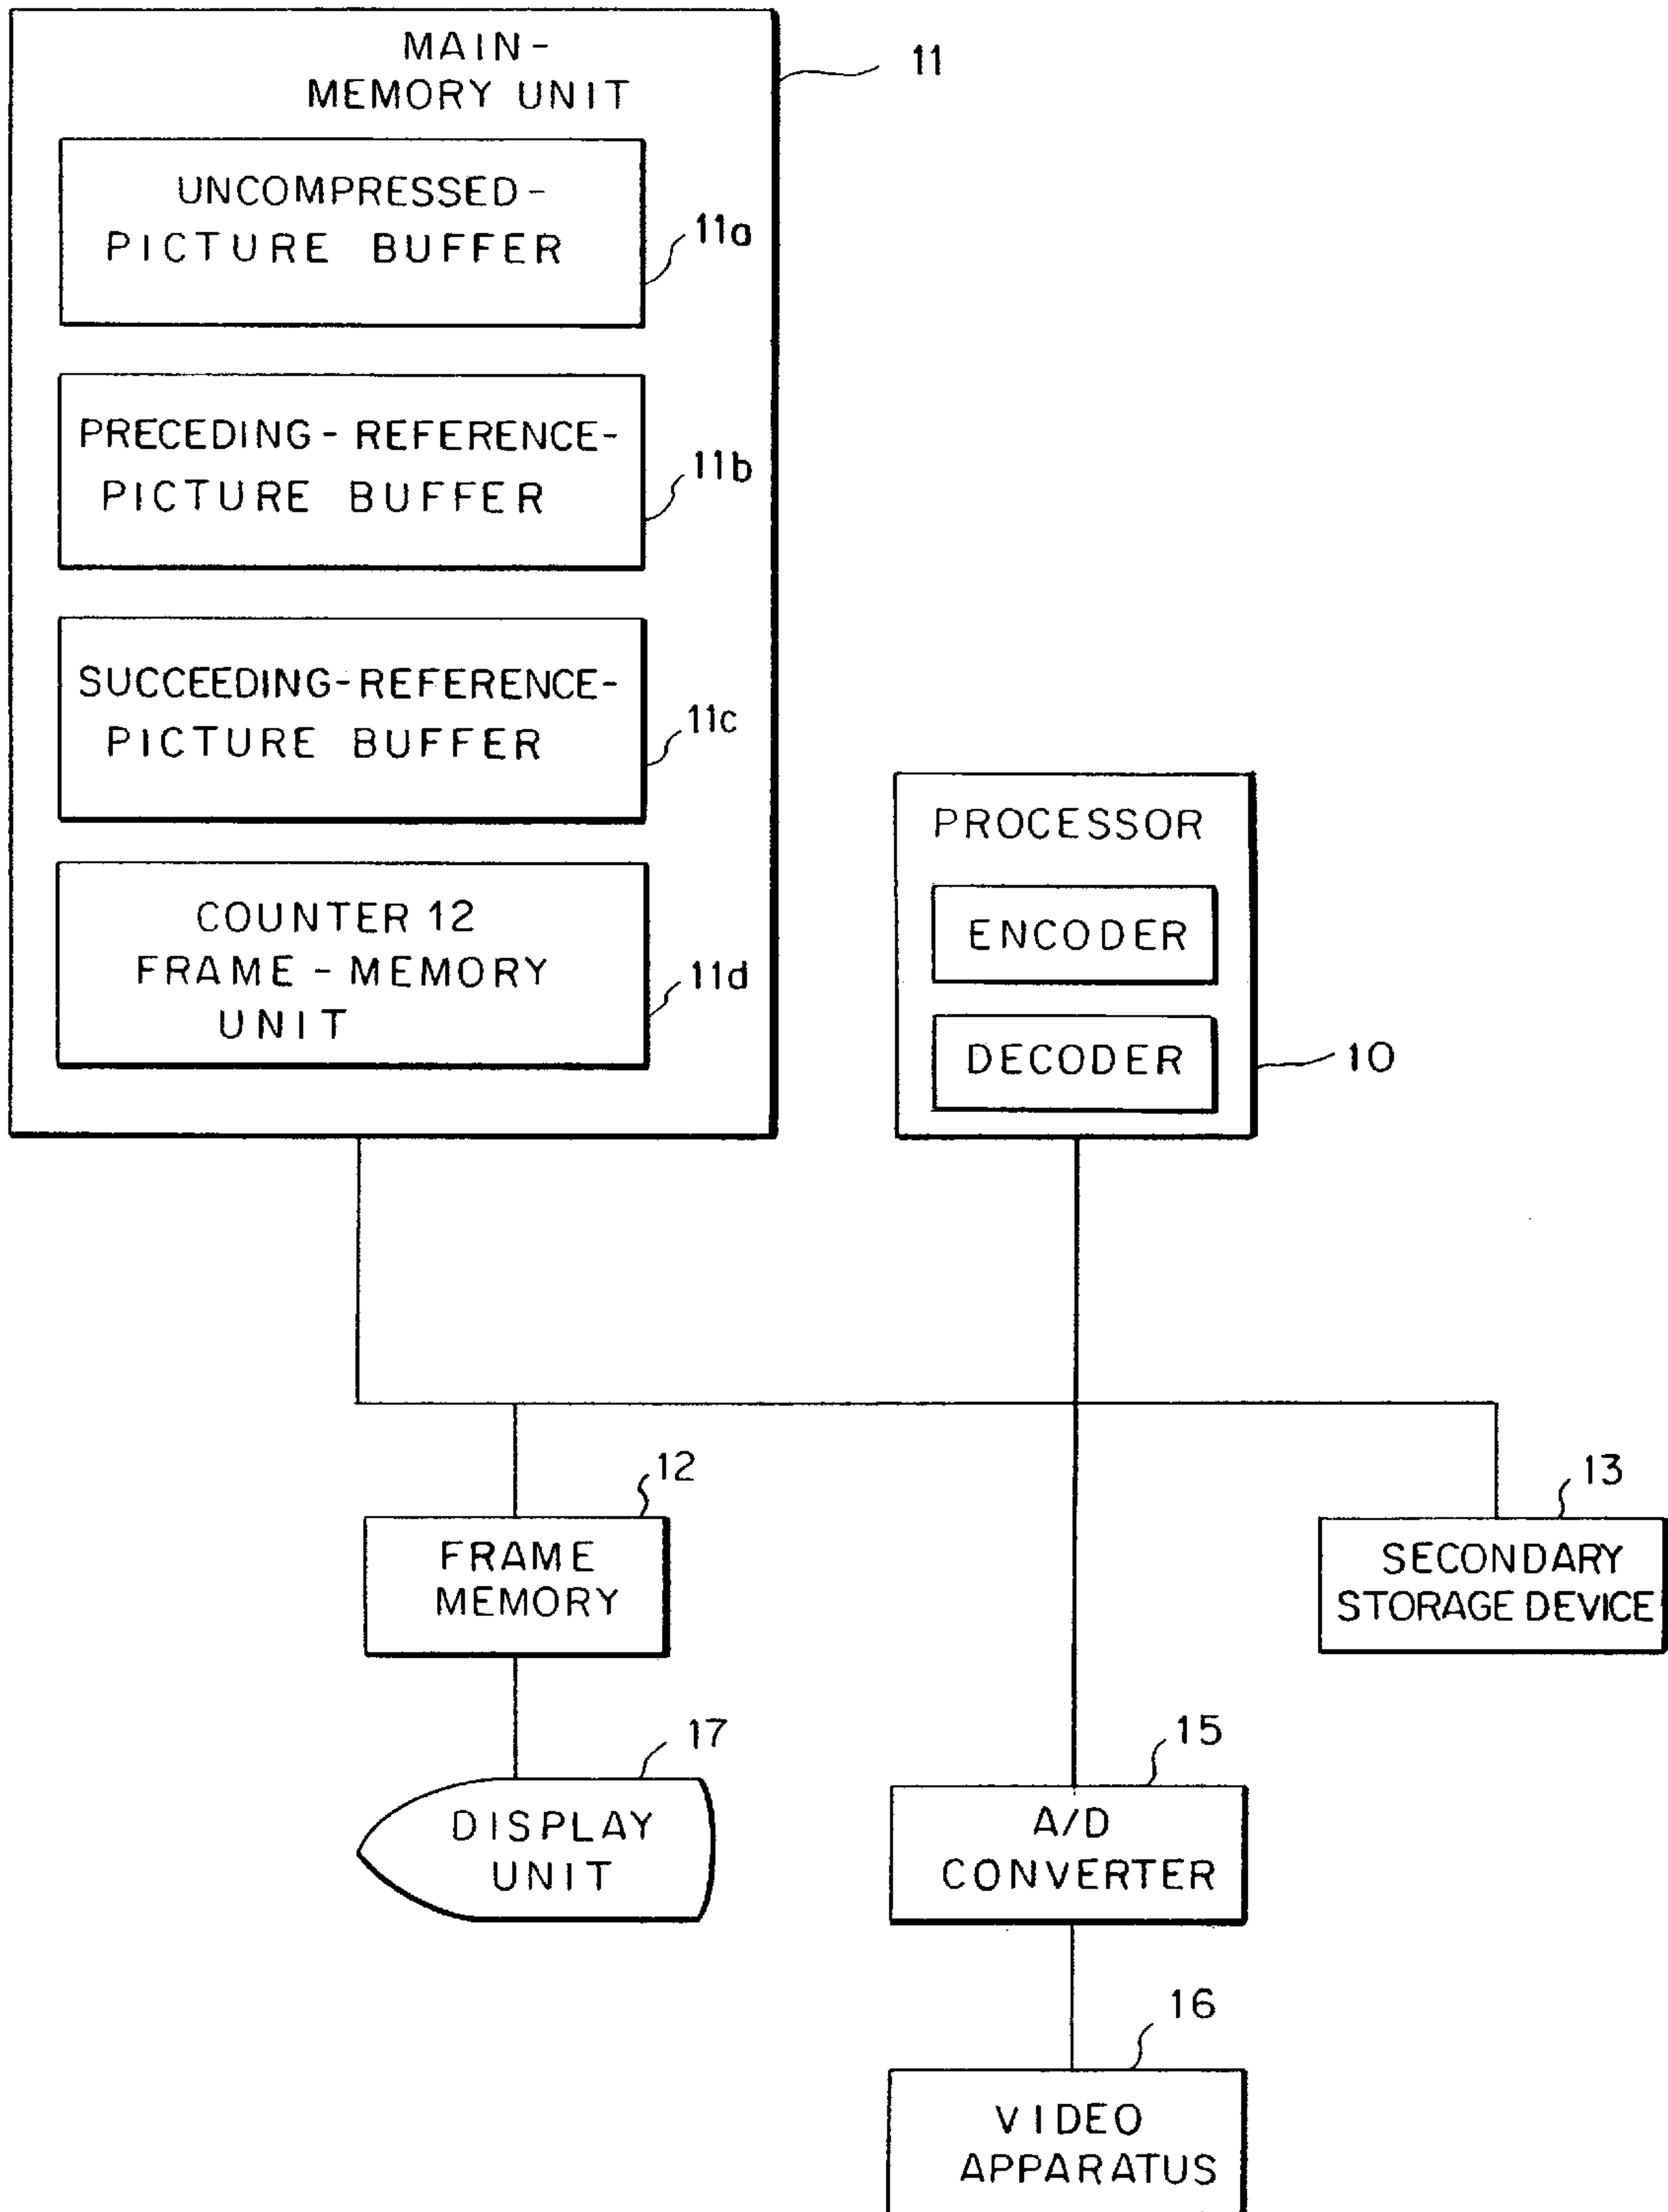 MAIN-
MEMORY UNIT
11
UNCOMPRESSED-
PICTURE BUFFER
11a
PRECEDING-REFERENCE-
PICTURE BUFFER
11b
SUCCEEDING-REFERENCE-
PICTURE BUFFER
11c
COUNTER 12
FRAME-MEMORY
UNIT
11d
PROCESSOR
ENCODER
DECODER
10
12
FRAME
MEMORY
13
SECONDARY
STORAGE DEVICE
17
DISPLAY
UNIT
15
A/D
CONVERTER
16
VIDEO
APPARATUS